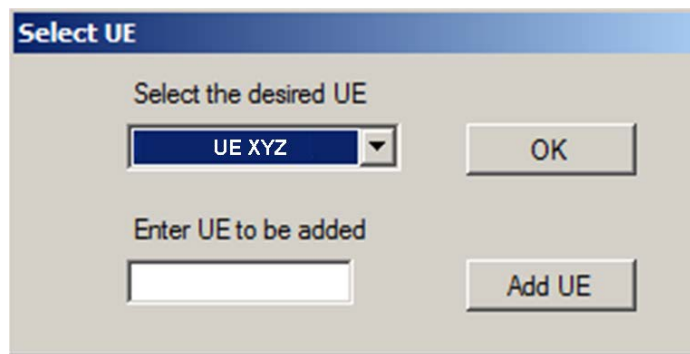 Select UE
Select the desired UE
UE XYZ
OK
Enter UE to be added
Add UE